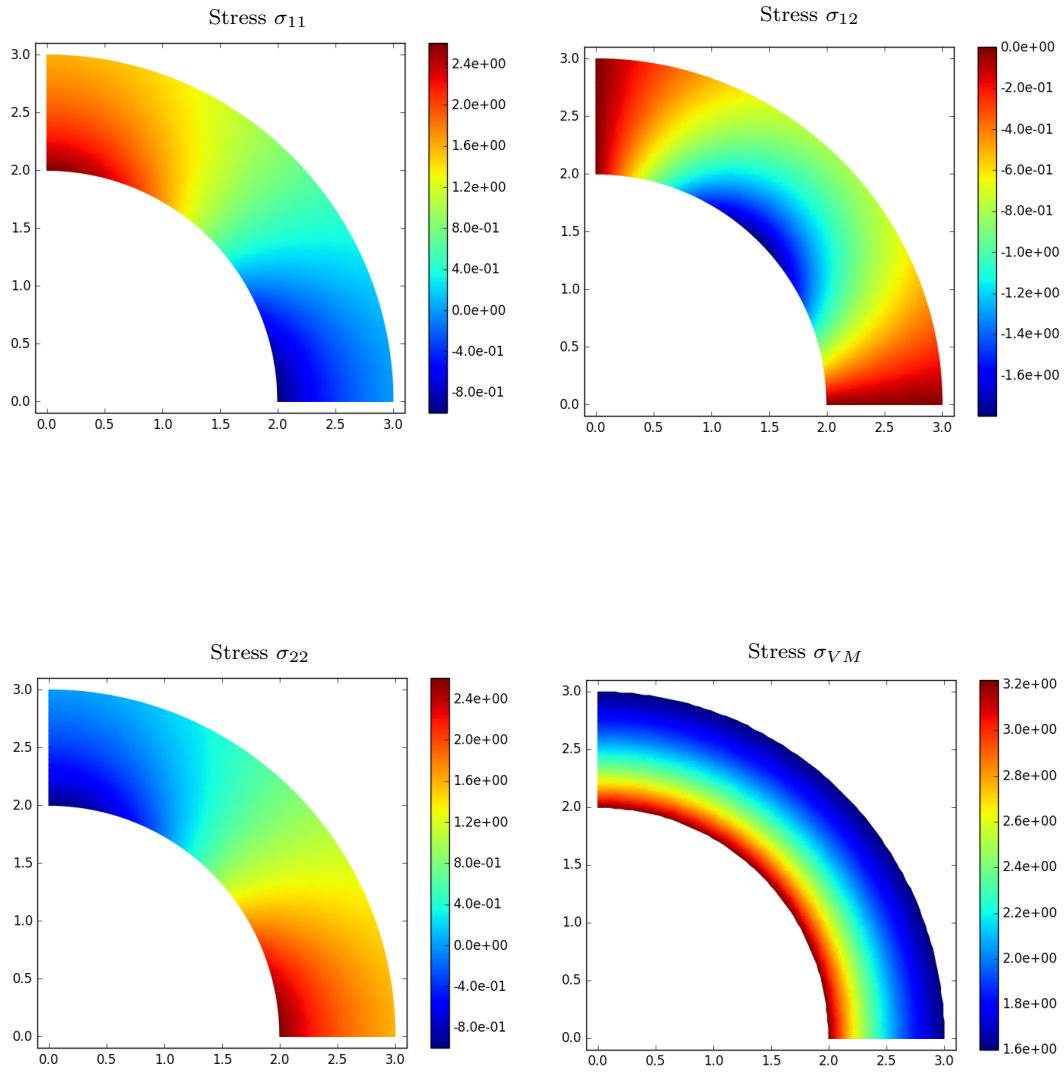 Stress σ11
Stress σ12
3.0
2.5
2.0
1.5
1.0
0.5
0.0
0.0 0.5 1.0 1.5 2.0 2.5 3.0
2.4e+00
2.0e+00
1.6e+00
1.2e+00
8.0e-01
4.0e-01
0.0e+00
-4.0e-01
-8.0e-01
3.0
2.5
2.0
1.5
1.0
0.5
0.0
0.0 0.5 1.0 1.5 2.0 2.5 3.0
0.0e+00
-2.0e-01
-4.0e-01
-6.0e-01
-8.0e-01
-1.0e+00
-1.2e+00
-1.4e+00
-1.6e+00
Stress σ22
Stress σVM
3.0
2.5
2.0
1.5
1.0
0.5
0.0
0.0 0.5 1.0 1.5 2.0 2.5 3.0
2.4e+00
2.0e+00
1.6e+00
1.2e+00
8.0e-01
4.0e-01
0.0e+00
-4.0e-01
-8.0e-01
3.0
2.5
2.0
1.5
1.0
0.5
0.0
0.0 0.5 1.0 1.5 2.0 2.5 3.0
3.2e+00
3.0e+00
2.8e+00
2.6e+00
2.4e+00
2.2e+00
2.0e+00
1.8e+00
1.6e+00